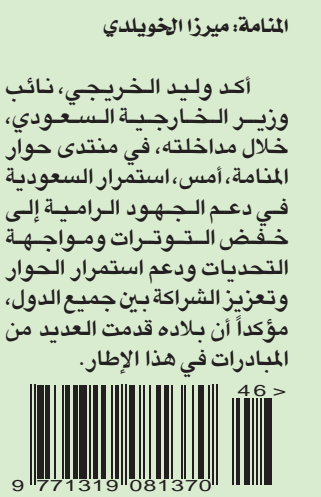 المنامة: ميرزا الخويلدي
أكد وليد الخريجي، نائب
وزير الخارجية السعودي،
خلال مداخلته، في منتدى حوار
المنامة، أمس، استمرار السعودية
في دعم الجهود الرامية إلى
خفض التوترات ومواجهة
التحديات ودعم استمرار الحوار
وتعزيز الشراكة بين جميع الدول،
مؤكداً أن بلاده قدمت العديد من
المبادرات في هذا الإطار.
46 >
9 771319 081370